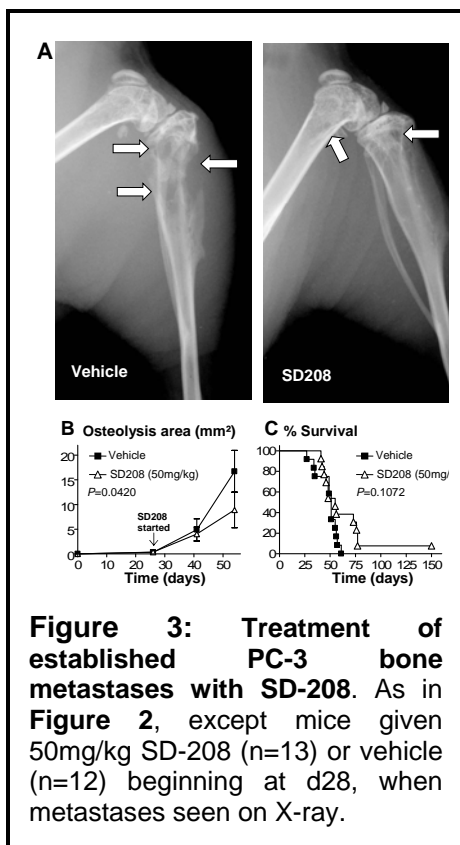 A
Vehicle
SD208
B Osteolysis area (mm²)
Vehicle
SD208 (50mg/kg)
P=0.0420
SD208
started
20
15
10
5
0
0 10 20 30 40 50
Time (days)
C % Survival
Vehicle
SD208 (50mg/
P=0.1072
100
80
60
40
20
0
0 25 50 75 100 125 150
Time (days)
Figure 3: Treatment of
established PC-3 bone
metastases with SD-208. As in
Figure 2, except mice given
50mg/kg SD-208 (n=13) or vehicle
(n=12) beginning at d28, when
metastases seen on X-ray.